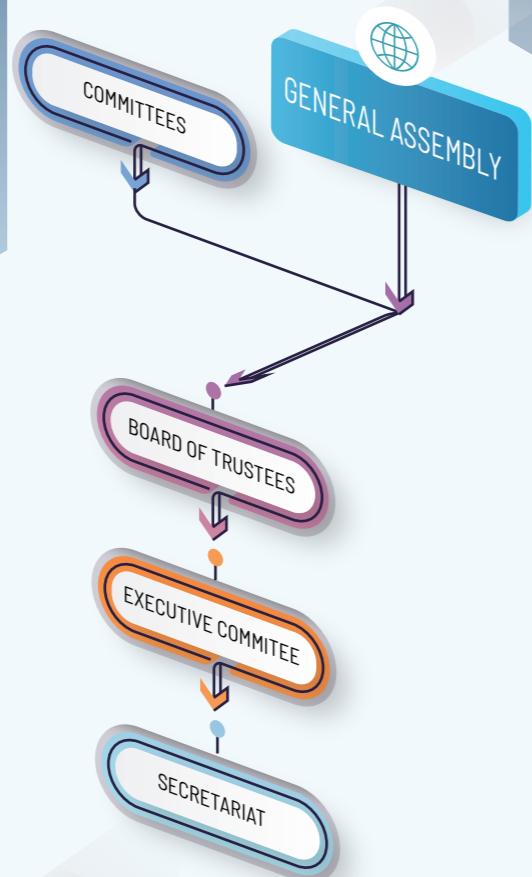 COMMITTEES
GENERAL ASSEMBLY
BOARD OF TRUSTEES
EXECUTIVE COMMITEE
SECRETARIAT